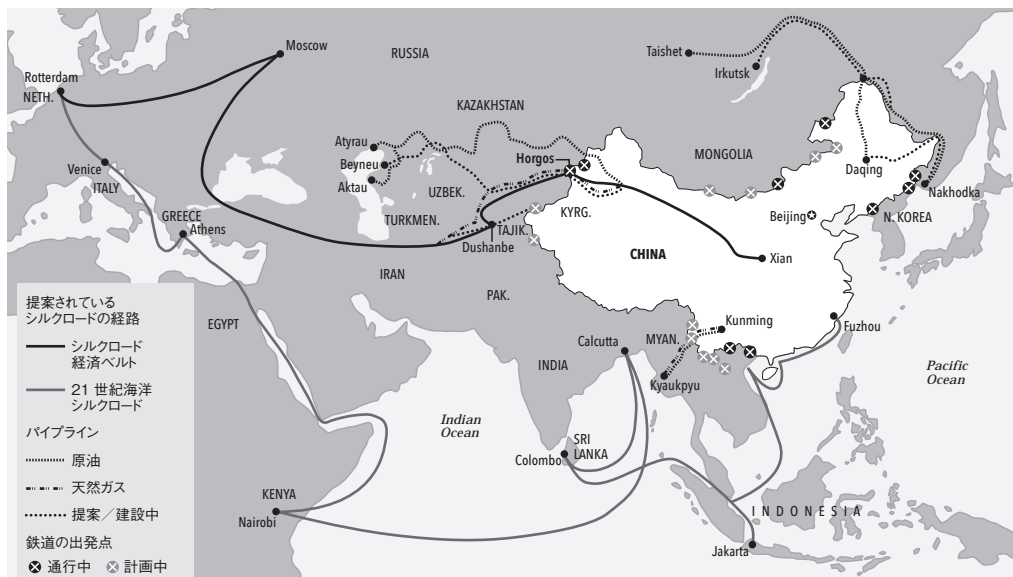 Moscow
RUSSIA
Taishet
Irkutsk
Rotterdam
NETH.
KAZAKHSTAN
Atyrau
Beyneu
Aktau
Horgos
MONGOLIA
Daqing
Nakhodka
Venice
ITALY
UZBEK.
TURKMEN.
KYRG.
TAJIK.
Dushanbe
Beijing
N. KOREA
GREECE
Athens
CHINA
Xian
IRAN
PAK.
EGYPT
Kunming
Fuzhou
Calcutta
MYAN.
INDIA
Kyaukpyu
Pacific
Ocean
Indian
Ocean
SRI
LANKA
Colombo
KENYA
Nairobi
INDONESIA
Jakarta
提案されている
シルクロードの経路
シルクロード
経済ベルト
21世紀海洋
シルクロード
パイプライン
原油
天然ガス
提案／建設中
鉄道の出発点
通行中 計画中